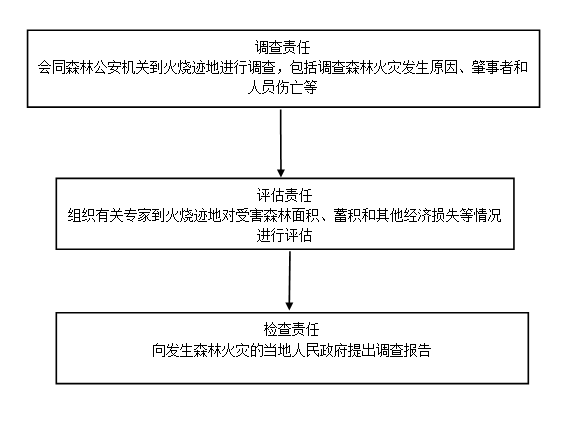 调查责任
会同森林公安机关到火烧迹地进行调查，包括调查森林火灾发生原因、肇事者和
人员伤亡等
评估责任
组织有关专家到火烧迹地对受害森林面积、蓄积和其他经济损失等情况
进行评估
检查责任
向发生森林火灾的当地人民政府提出调查报告